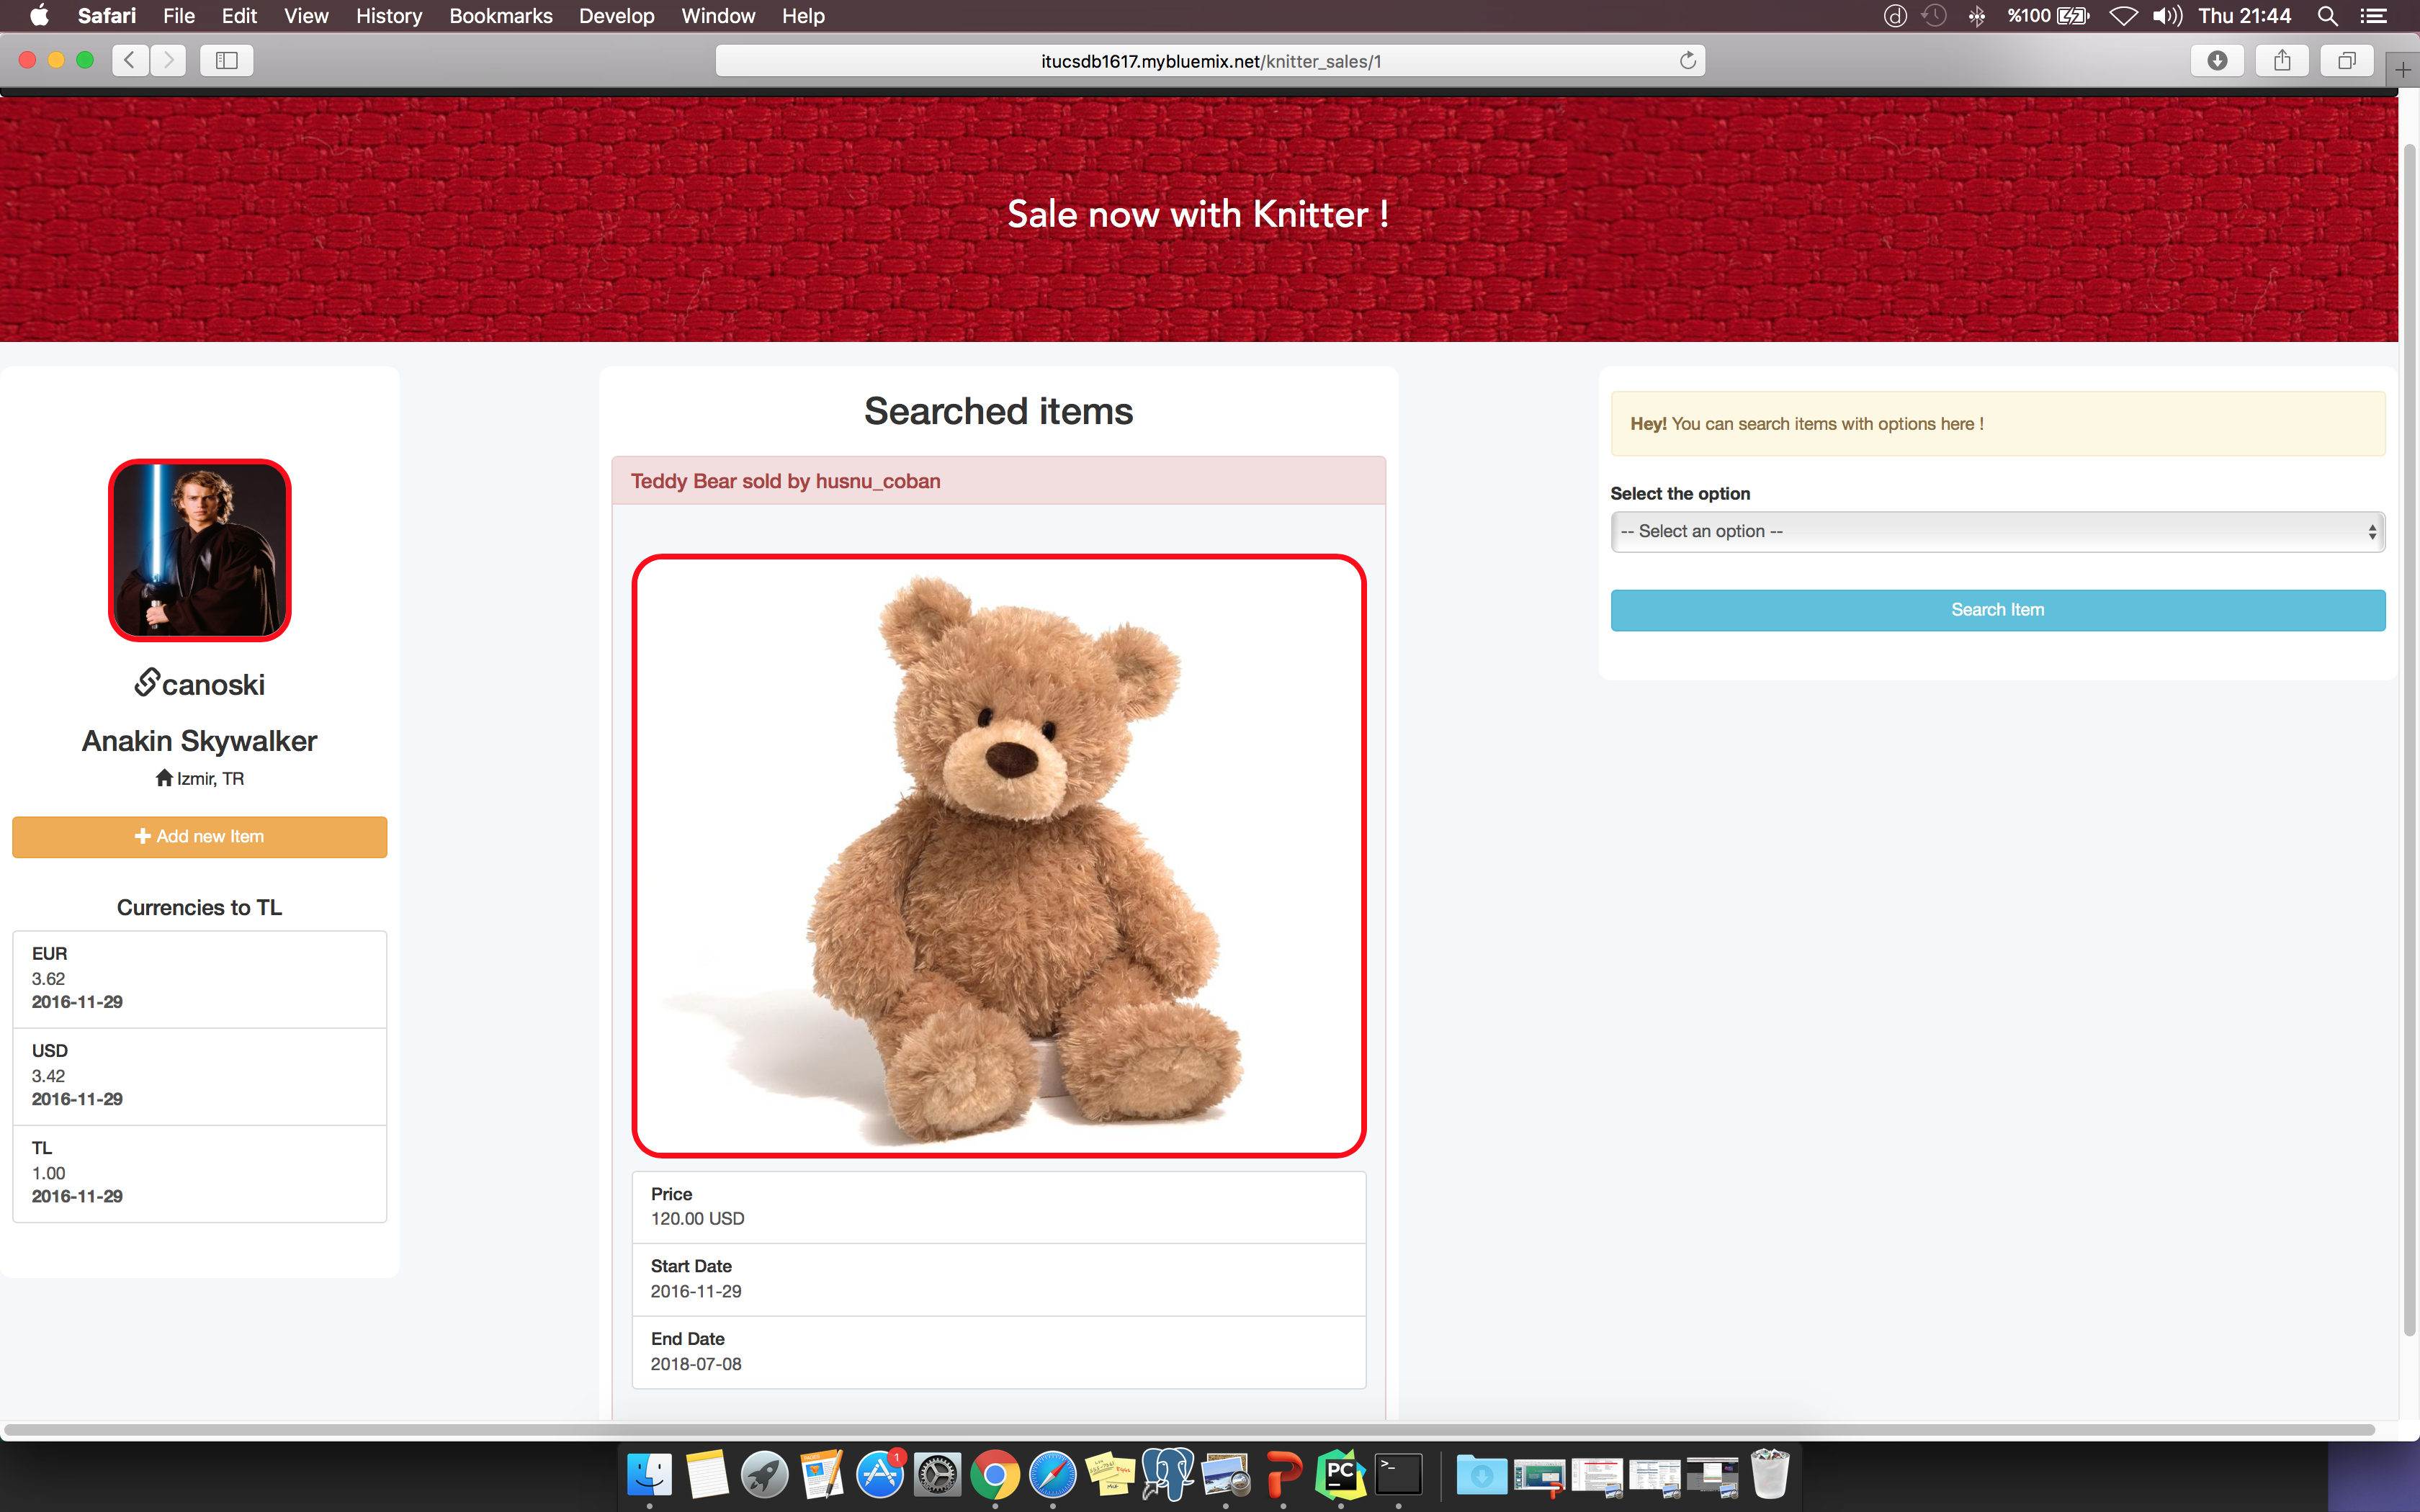 Safari File Edit View History Bookmarks Develop Window Help %100 Thu 21:44
itucsdb1617.mybluemix.net/knitter_sales/1
Sale now with Knitter !
canoski
Anakin Skywalker
Izmir, TR
Add new Item
Currencies to TL
EUR
3.62
2016-11-29
USD
3.42
2016-11-29
TL
1.00
2016-11-29
Searched items
Teddy Bear sold by husnu_coban
Price
120.00 USD
Start Date
2016-11-29
End Date
2018-07-08
Hey! You can search items with options here !
Select the option
-- Select an option --
Search Item
1
PC
>_